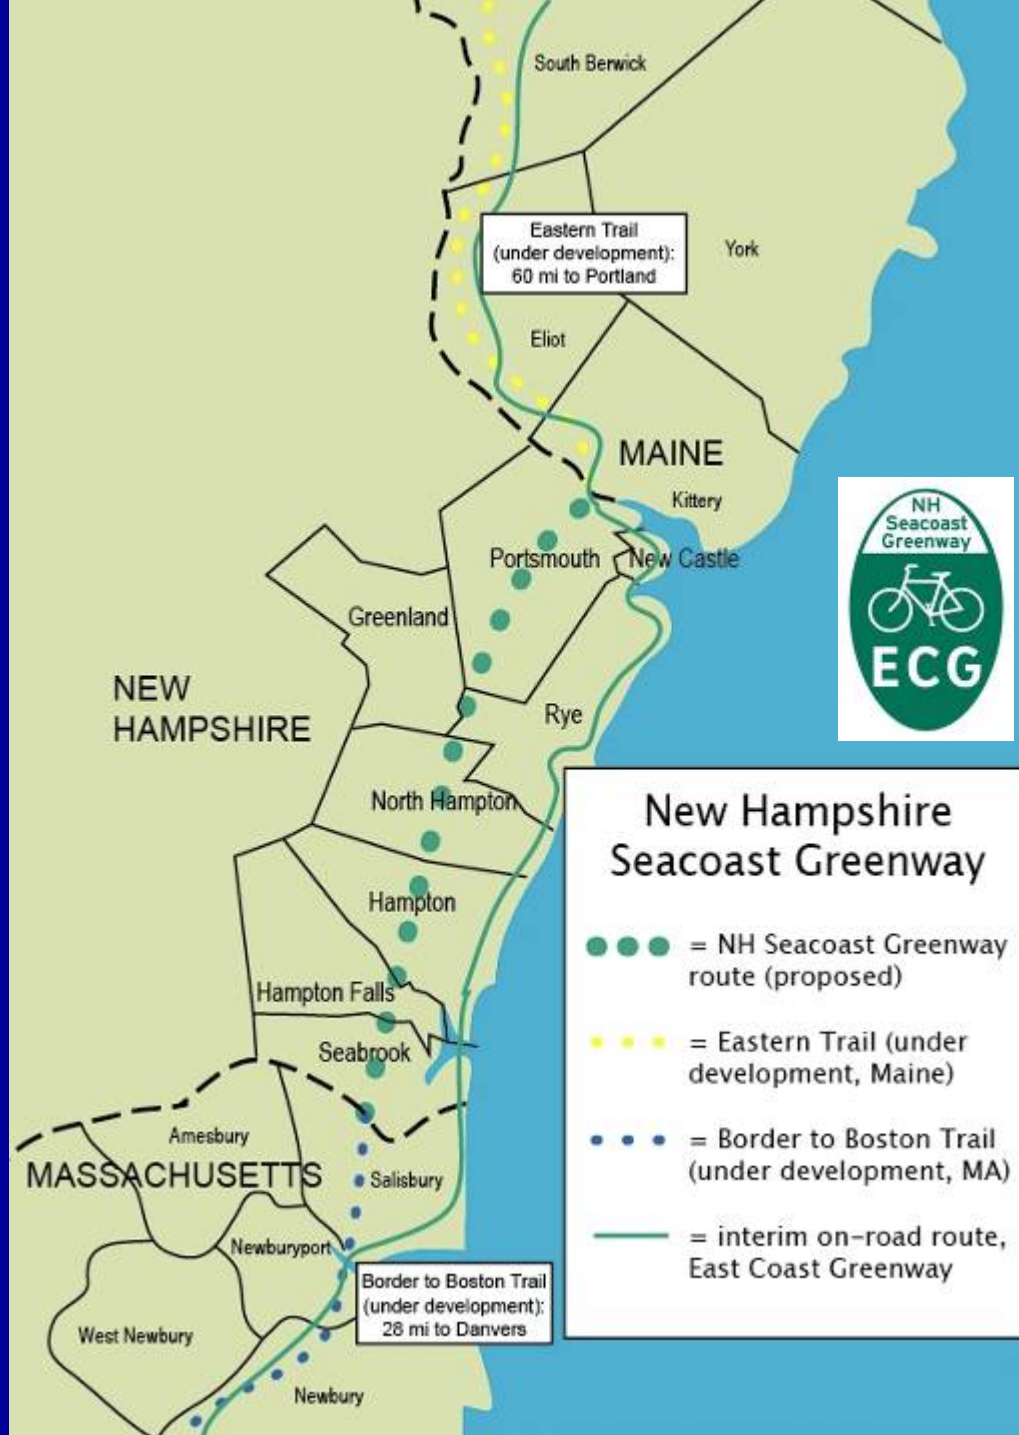 South Berwick
Eastern Trail
(under development):
60 mi to Portland
York
Eliot
MAINE
Kittery
NH
Seacoast
Greenway
ECG
Portsmouth
New Castle
Greenland
NEW
HAMPSHIRE
Rye
North Hampton
Hampton
Hampton Falls
Seabrook
Amesbury
MASSACHUSETTS
Salisbury
Newburyport
Border to Boston Trail
(under development):
28 mi to Danvers
West Newbury
Newbury
New Hampshire
Seacoast Greenway
= NH Seacoast Greenway
route (proposed)
= Eastern Trail (under
development, Maine)
= Border to Boston Trail
(under development, MA)
= interim on-road route,
East Coast Greenway